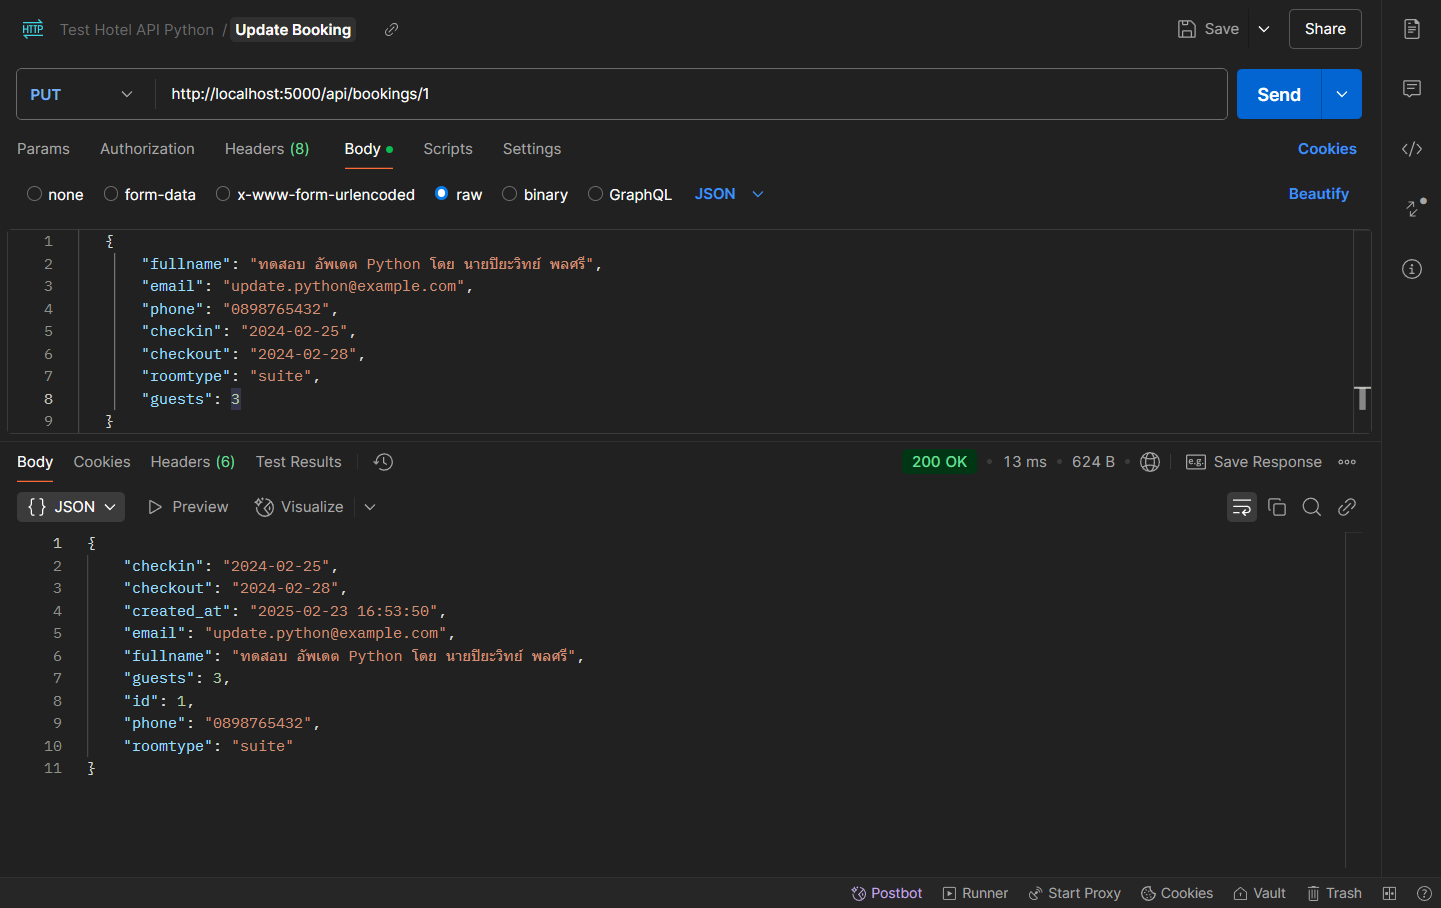 HTTP Test Hotel API Python / Update Booking Save Share
PUT http://localhost:5000/api/bookings/1 Send
Params Authorization Headers (8) Body Scripts Settings Cookies
none form-data x-www-form-urlencoded raw binary GraphQL JSON Beautify
1 {
2 "fullname": "ทดสอบ อัพเดต Python โดย นายปิยะวิทย์ พลศรี",
3 "email": "update.python@example.com",
4 "phone": "0898765432",
5 "checkin": "2024-02-25",
6 "checkout": "2024-02-28",
7 "roomtype": "suite",
8 "guests": 3
9 }
Body Cookies Headers (6) Test Results 200 OK • 13 ms • 624 B • e.g. Save Response
{} JSON Preview Visualize
1 {
2 "checkin": "2024-02-25",
3 "checkout": "2024-02-28",
4 "created_at": "2025-02-23 16:53:50",
5 "email": "update.python@example.com",
6 "fullname": "ทดสอบ อัพเดต Python โดย นายปิยะวิทย์ พลศรี",
7 "guests": 3,
8 "id": 1,
9 "phone": "0898765432",
10 "roomtype": "suite"
11 }
Postbot Runner Start Proxy Cookies Vault Trash